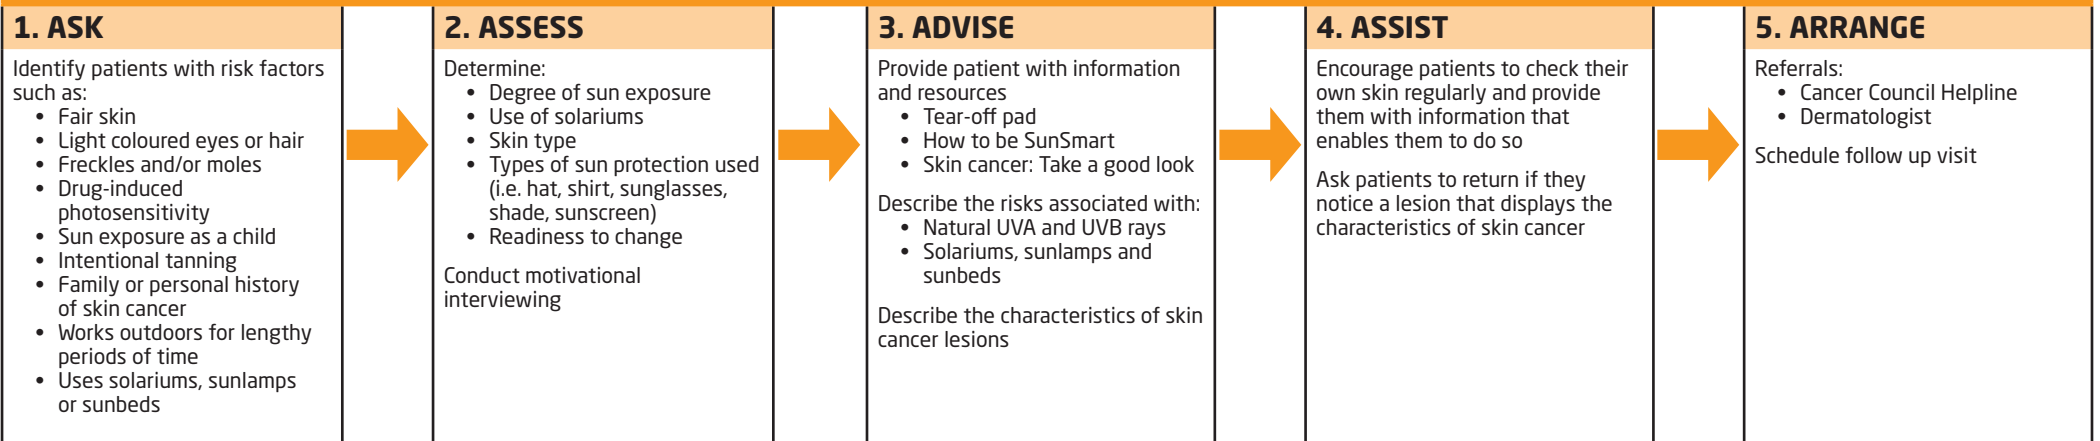 1. ASK
Identify patients with risk factors
such as:
• Fair skin
• Light coloured eyes or hair
• Freckles and/or moles
• Drug-induced
photosensitivity
• Sun exposure as a child
• Intentional tanning
• Family or personal history
of skin cancer
• Works outdoors for lengthy
periods of time
• Uses solariums, sunlamps
or sunbeds
2. ASSESS
Determine:
• Degree of sun exposure
• Use of solariums
• Skin type
• Types of sun protection used
(i.e. hat, shirt, sunglasses,
shade, sunscreen)
• Readiness to change
Conduct motivational
interviewing
3. ADVISE
Provide patient with information
and resources
• Tear-off pad
• How to be SunSmart
• Skin cancer: Take a good look
Describe the risks associated with:
• Natural UVA and UVB rays
• Solariums, sunlamps and
sunbeds
Describe the characteristics of skin
cancer lesions
4. ASSIST
Encourage patients to check their
own skin regularly and provide
them with information that
enables them to do so
Ask patients to return if they
notice a lesion that displays the
characteristics of skin cancer
5. ARRANGE
Referrals:
• Cancer Council Helpline
• Dermatologist
Schedule follow up visit